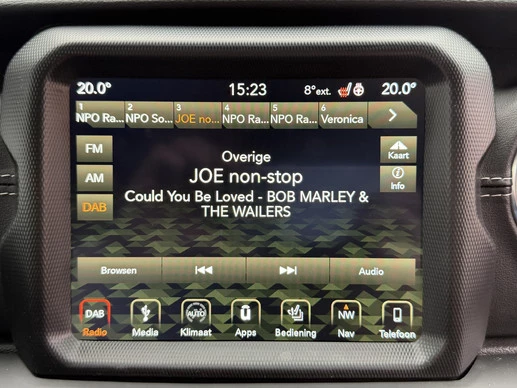 20.0° 15:23 8°ext. 20.0°
1 2 3 4 5 6
NPO Ra... NPO So... JOE no... NPO Ra... NPO Ra... Veronica
FM
Kaart
Overige
AM
JOE non-stop
Info
DAB
Could You Be Loved - BOB MARLEY &
THE WAILERS
Browsen Audio
DAB AUTO NW
Radio Media Klimaat Apps Bediening Nav Telefoon